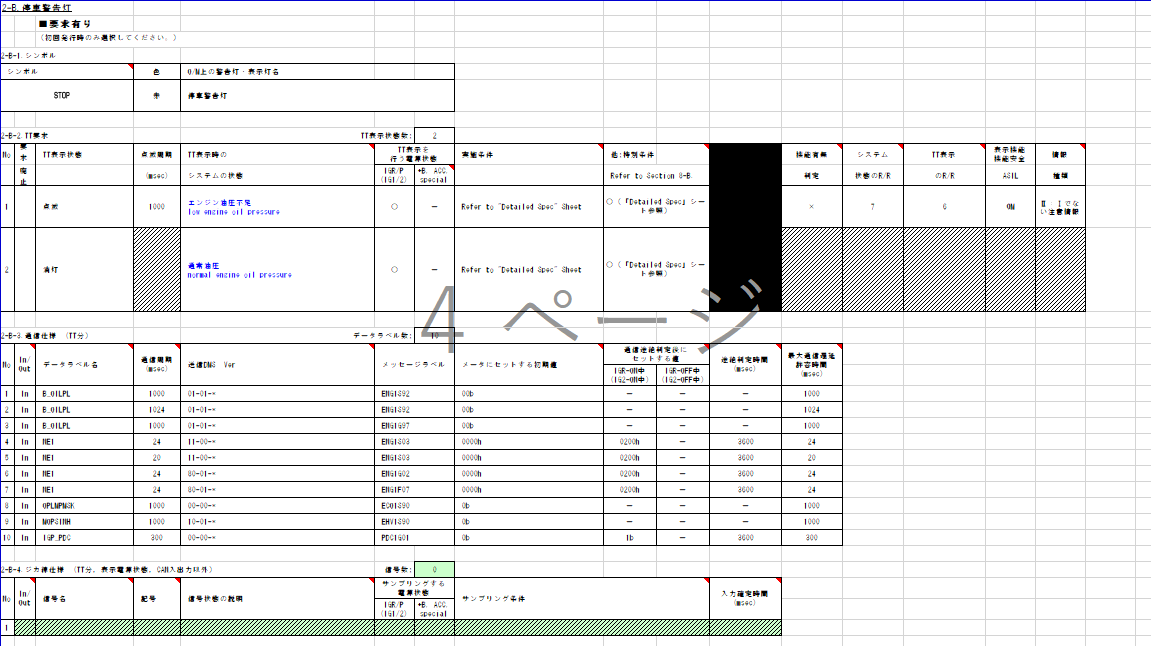 2-B.停車警告灯
■要求有り
（初回発行時のみ選択してください。）
2-B-1.シンボル
シンボル 色 O/M上の警告灯・表示灯名
STOP 赤 停車警告灯
2-B-2.TT要求 TT表示状態数: 2
No 要求廃止 TT表示状態 点滅周期 (msec) TT表示時の システムの状態 TT表示を行う電源状態 IGR/P (IG1/2) +B, ACC, special 実施条件 他:特別条件 Refer to Section 8-B. 機能有無 判定 システム 状態のR/R TT表示 のR/R 表示機能 機能安全 ASIL 情報 種類
1 点滅 1000 エンジン油圧不足 low engine oil pressure ○ － Refer to "Detailed Spec" Sheet ○（「Detailed Spec」シート参照） × 7 6 QM Ⅱ Ⅰでない注意情報
2 消灯 通常油圧 normal engine oil pressure ○ － Refer to "Detailed Spec" Sheet ○（「Detailed Spec」シート参照）
4 ページ
2-B-3.通信仕様 （TT分） データラベル数: 10
No In/Out データラベル名 通信周期 (msec) 送信DMS Ver メッセージラベル メータにセットする初期値 通信途絶判定後にセットする値 IGR-ON中 (IG2-ON中) IGR-OFF中 (IG2-OFF中) 途絶判定時間 (msec) 最大通信遅延許容時間 (msec)
1 In B_OILPL 1000 01-01-* ENG1S92 00b － － － 1000
2 In B_OILPL 1024 01-01-* ENG1S92 00b － － － 1024
3 In B_OILPL 1000 01-01-* ENG1G97 00b － － － 1000
4 In NE1 24 11-00-* ENG1S03 0000h 0200h － 3600 24
5 In NE1 20 11-00-* ENG1S03 0000h 0200h － 3600 20
6 In NE1 24 80-01-* ENG1G02 0000h 0200h － 3600 24
7 In NE1 24 80-01-* ENG1F07 0000h 0200h － 3600 24
8 In OPLWPMSK 1000 00-00-* ECO1S90 0b － － － 1000
9 In MOPSINH 1000 10-01-* EHV1S90 0b － － － 1000
10 In IGP_PDC 300 00-00-* PDC1G01 0b 1b － 3600 300
2-B-4.ジカ線仕様 （TT分，表示電源状態，CAN入出力以外） 信号数: 0
No In/Out 信号名 記号 信号状態の説明 サンプリングする電源状態 IGR/P (IG1/2) +B, ACC, special サンプリング条件 入力確定時間 (msec)
1